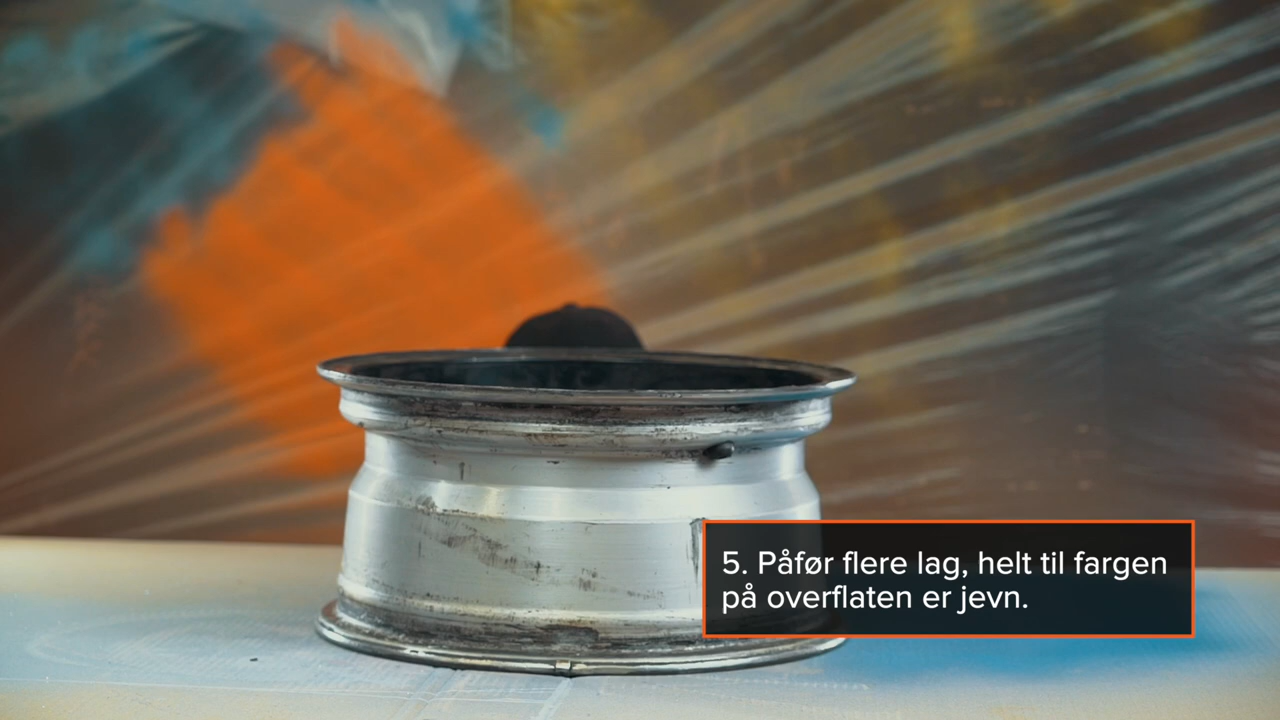 5. Påfør flere lag, helt til fargen
på overflaten er jevn.